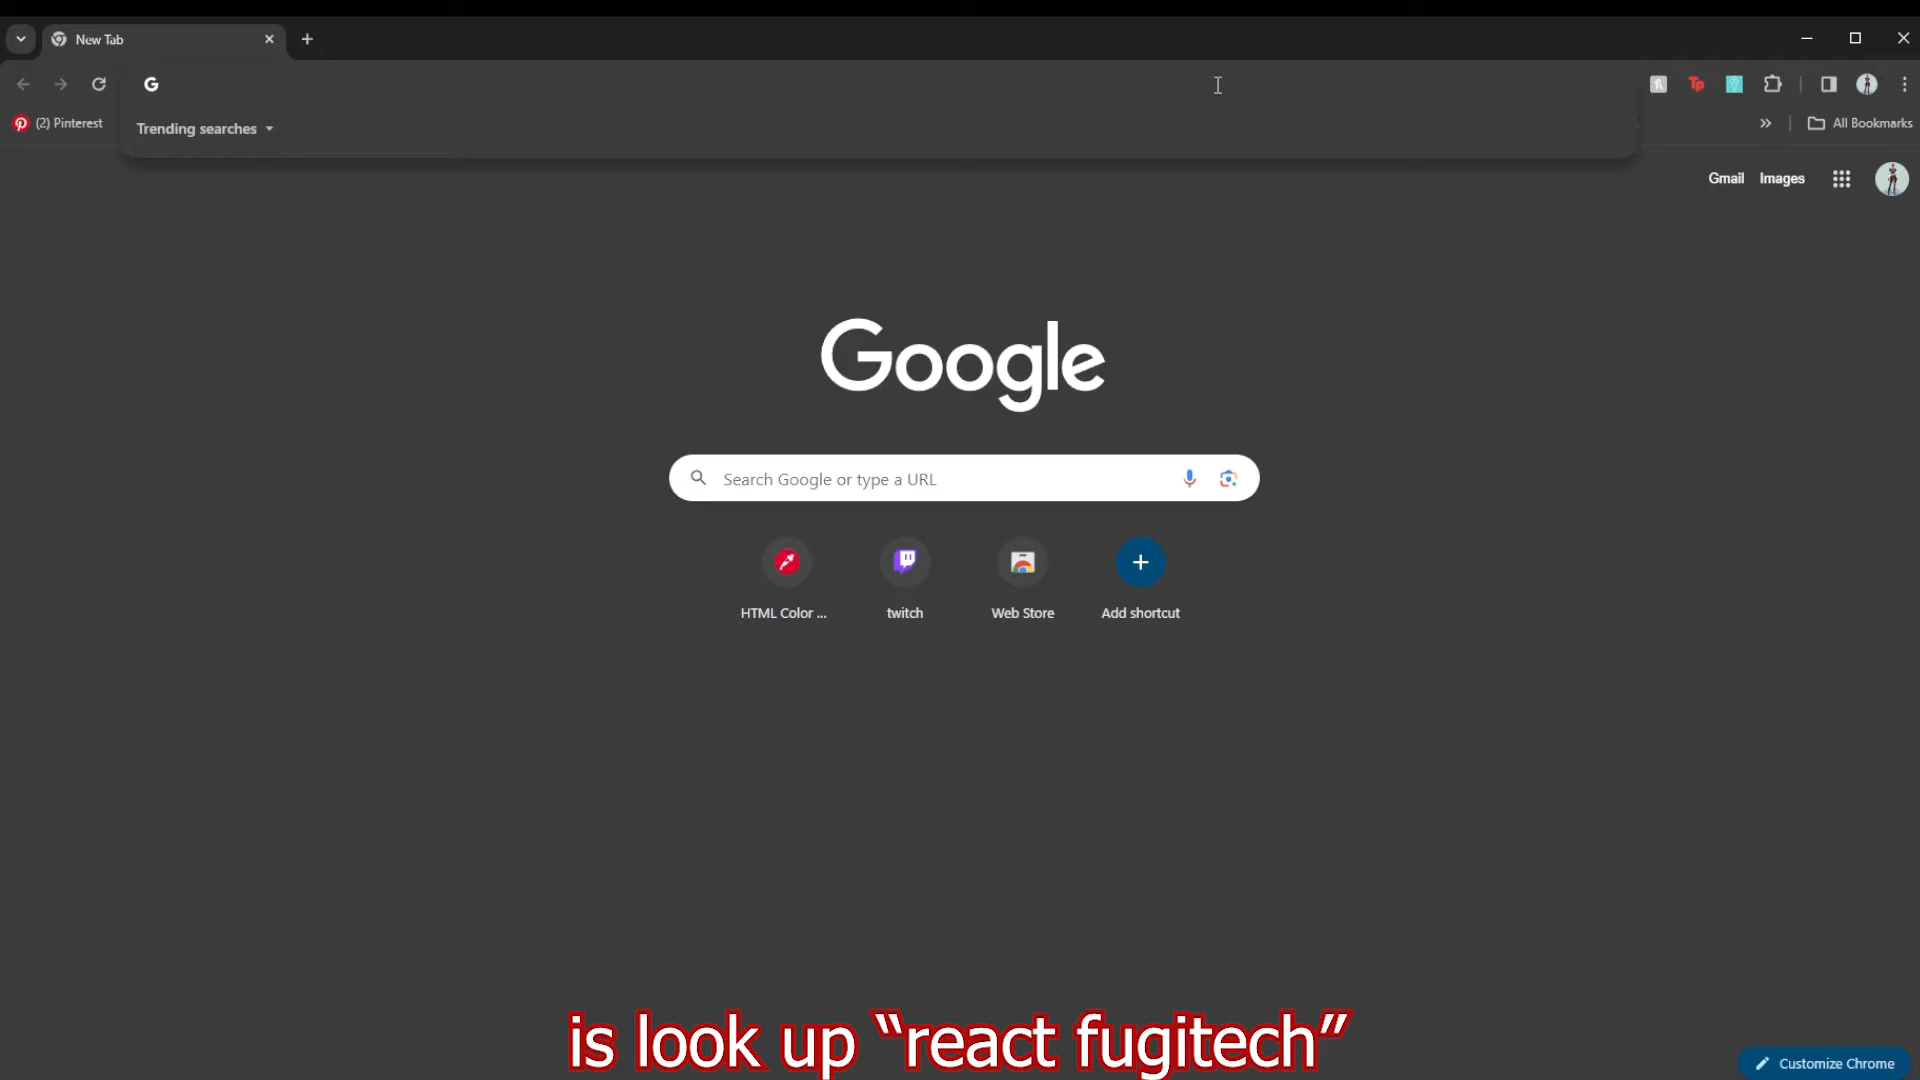 New Tab
(2) Pinterest
Trending searches
All Bookmarks
Gmail Images
Google
Search Google or type a URL
HTML Color ... twitch Web Store Add shortcut
is look up “react fugitech”
Customize Chrome